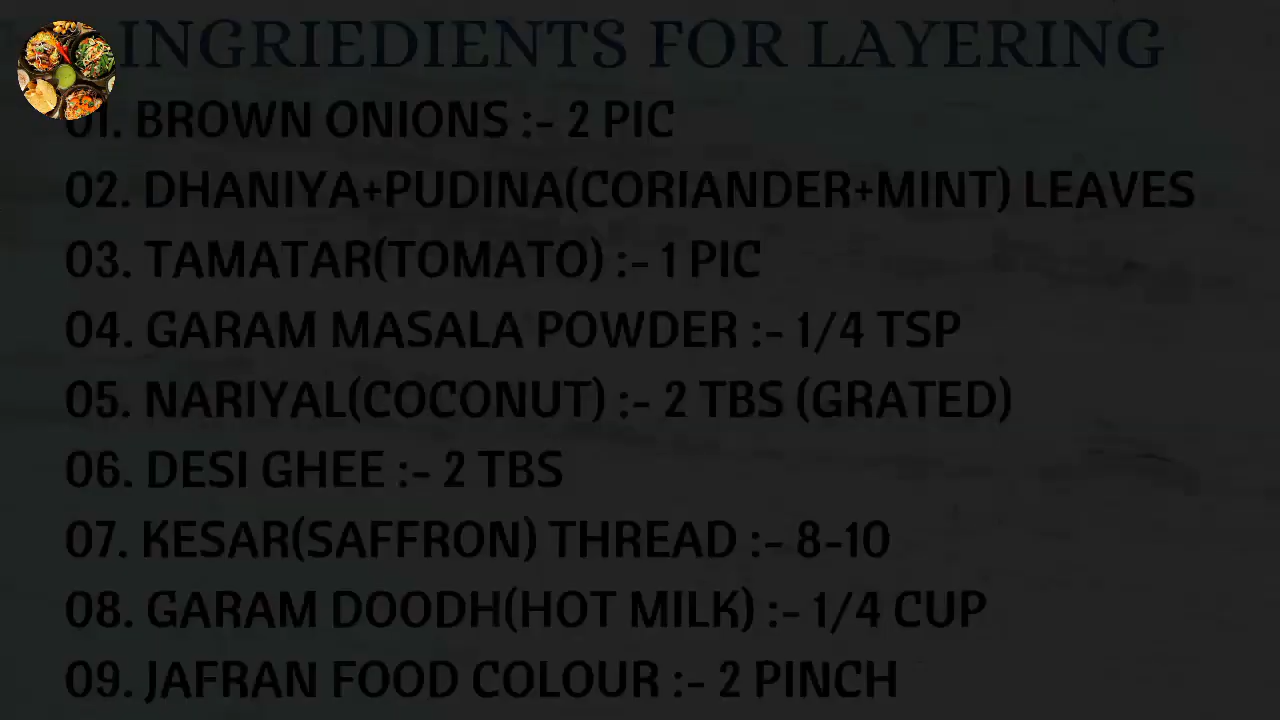 INGRIEDIENTS FOR LAYERING
01. BROWN ONIONS :- 2 PIC
02. DHANIYA+PUDINA(CORIANDER+MINT) LEAVES
03. TAMATAR(TOMATO) :- 1 PIC
04. GARAM MASALA POWDER :- 1/4 TSP
05. NARIYAL(COCONUT) :- 2 TBS (GRATED)
06. DESI GHEE :- 2 TBS
07. KESAR(SAFFRON) THREAD :- 8-10
08. GARAM DOODH(HOT MILK) :- 1/4 CUP
09. JAFRAN FOOD COLOUR :- 2 PINCH